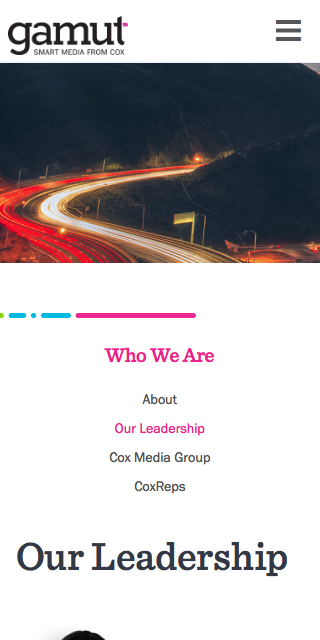 gamut
SMART MEDIA FROM COX
Who We Are
About
Our Leadership
Cox Media Group
CoxReps
Our Leadership